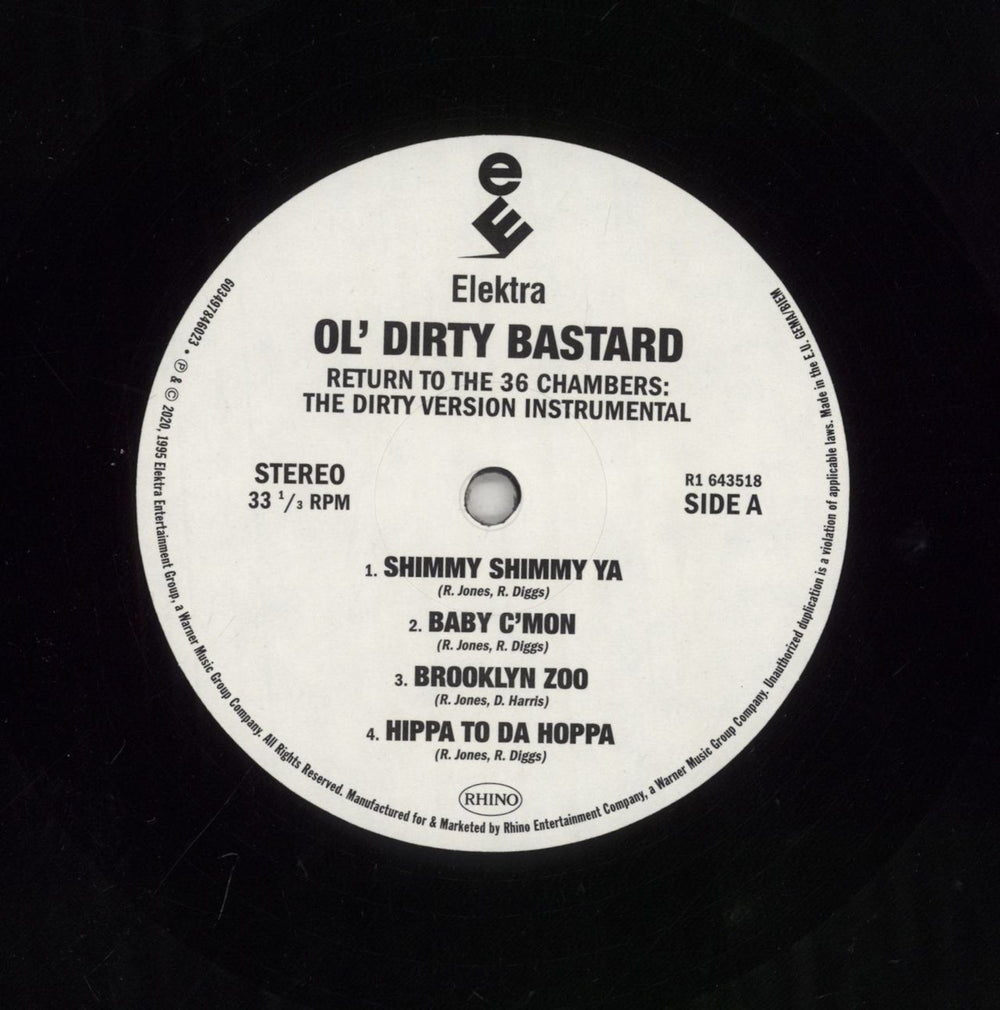 e
E
Elektra
OL' DIRTY BASTARD
RETURN TO THE 36 CHAMBERS:
THE DIRTY VERSION INSTRUMENTAL
STEREO
33 1/3 RPM
R1 643518
SIDE A
1. SHIMMY SHIMMY YA
(R. Jones, R. Diggs)
2. BABY C'MON
(R. Jones, R. Diggs)
3. BROOKLYN ZOO
(R. Jones, D. Harris)
4. HIPPA TO DA HOPPA
(R. Jones, R. Diggs)
RHINO
603497846023 • ℗ & © 2020, 1995 Elektra Entertainment Group, a Warner Music Group Company. All Rights Reserved. Manufactured for & Marketed by Rhino Entertainment Company, a Warner Music Group Company. Unauthorized duplication is a violation of applicable laws. Made in the E.U. GEMA/BIEM